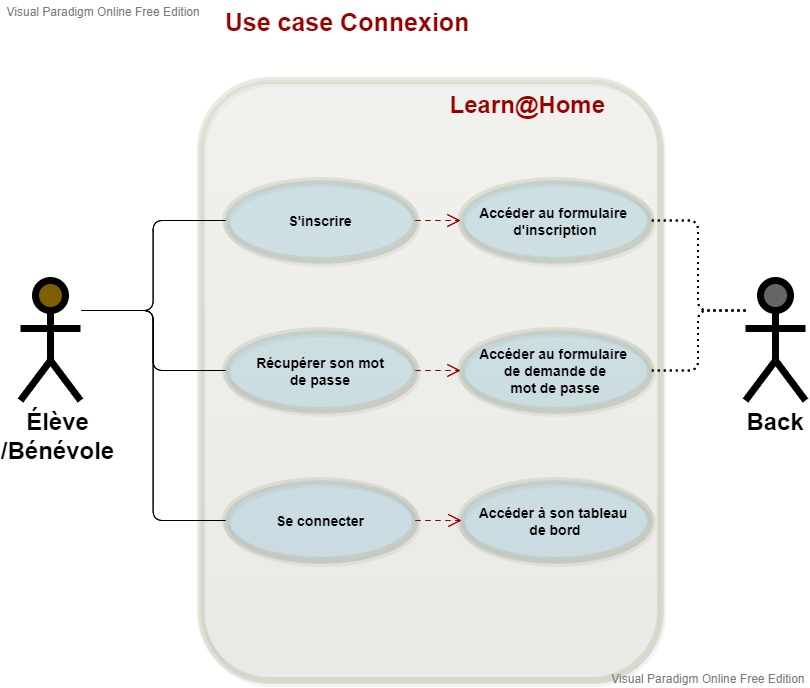 Visual Paradigm Online Free Edition
Use case Connexion
Learn@Home
S'inscrire
Accéder au formulaire
d'inscription
Récupérer son mot
de passe
Accéder au formulaire
de demande de
mot de passe
Élève
/Bénévole
Back
Se connecter
Accéder à son tableau
de bord
Visual Paradigm Online Free Edition